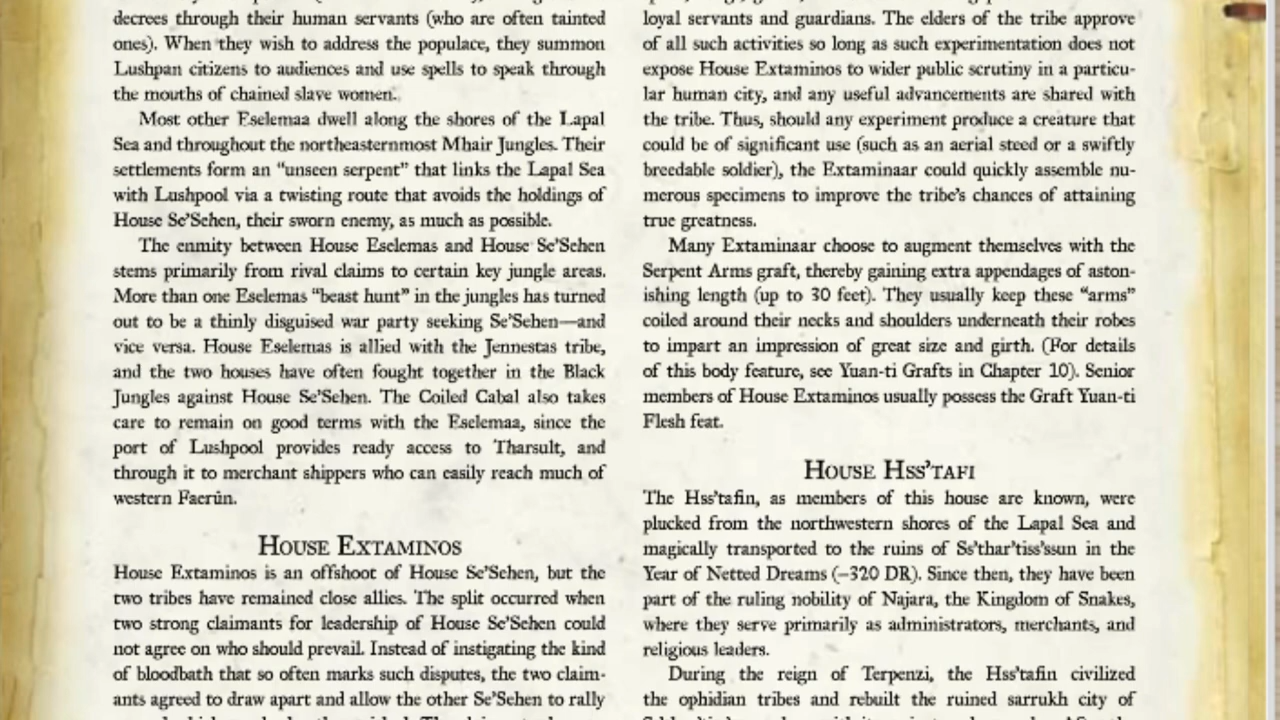 decrees through their human servants (who are often tainted
ones). When they wish to address the populace, they summon
Lushpan citizens to audiences and use spells to speak through
the mouths of chained slave women.
Most other Eselemaa dwell along the shores of the Lapal
Sea and throughout the northeasternmost Mhair Jungles. Their
settlements form an “unseen serpent” that links the Lapal Sea
with Lushpool via a twisting route that avoids the holdings of
House Se’Sehen, their sworn enemy, as much as possible.
The enmity between House Eselemas and House Se’Sehen
stems primarily from rival claims to certain key jungle areas.
More than one Eselemas “beast hunt” in the jungles has turned
out to be a thinly disguised war party seeking Se’Sehen—and
vice versa. House Eselemas is allied with the Jennestas tribe,
and the two houses have often fought together in the Black
Jungles against House Se’Sehen. The Coiled Cabal also takes
care to remain on good terms with the Eselemaa, since the
port of Lushpool provides ready access to Tharsult, and
through it to merchant shippers who can easily reach much of
western Faerûn.
House Extaminos
House Extaminos is an offshoot of House Se’Sehen, but the
two tribes have remained close allies. The split occurred when
two strong claimants for leadership of House Se’Sehen could
not agree on who should prevail. Instead of instigating the kind
of bloodbath that so often marks such disputes, the two claim-
ants agreed to draw apart and allow the other Se’Sehen to rally
loyal servants and guardians. The elders of the tribe approve
of all such activities so long as such experimentation does not
expose House Extaminos to wider public scrutiny in a particu-
lar human city, and any useful advancements are shared with
the tribe. Thus, should any experiment produce a creature that
could be of significant use (such as an aerial steed or a swiftly
breedable soldier), the Extaminaar could quickly assemble nu-
merous specimens to improve the tribe’s chances of attaining
true greatness.
Many Extaminaar choose to augment themselves with the
Serpent Arms graft, thereby gaining extra appendages of aston-
ishing length (up to 30 feet). They usually keep these “arms”
coiled around their necks and shoulders underneath their robes
to impart an impression of great size and girth. (For details
of this body feature, see Yuan-ti Grafts in Chapter 10). Senior
members of House Extaminos usually possess the Graft Yuan-ti
Flesh feat.
House Hss’tafi
The Hss’tafin, as members of this house are known, were
plucked from the northwestern shores of the Lapal Sea and
magically transported to the ruins of Ss’thar’tiss’ssun in the
Year of Netted Dreams (–320 DR). Since then, they have been
part of the ruling nobility of Najara, the Kingdom of Snakes,
where they serve primarily as administrators, merchants, and
religious leaders.
During the reign of Terpenzi, the Hss’tafin civilized
the ophidian tribes and rebuilt the ruined sarrukh city of